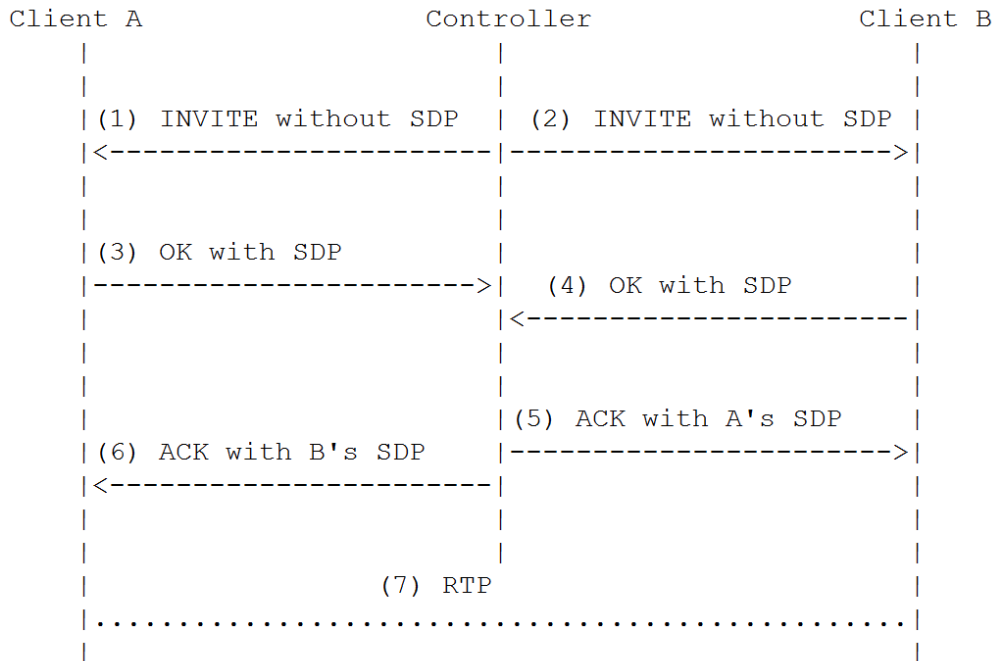 Client A Controller Client B
(1) INVITE without SDP (2) INVITE without SDP
(3) OK with SDP
(4) OK with SDP
(5) ACK with A's SDP
(6) ACK with B's SDP
(7) RTP